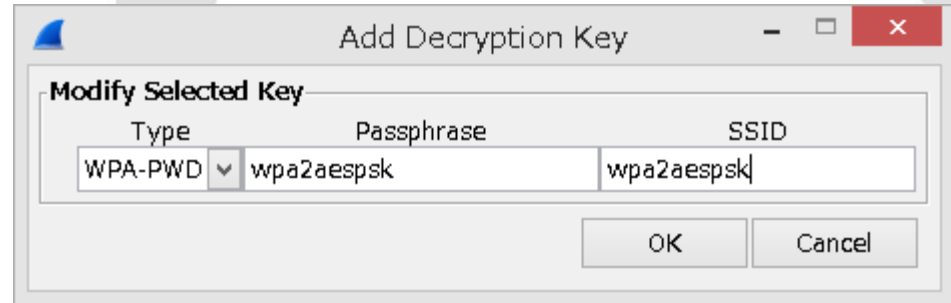 Add Decryption Key
Modify Selected Key
Type Passphrase SSID
WPA-PWD wpa2aespsk wpa2aespsk
OK Cancel